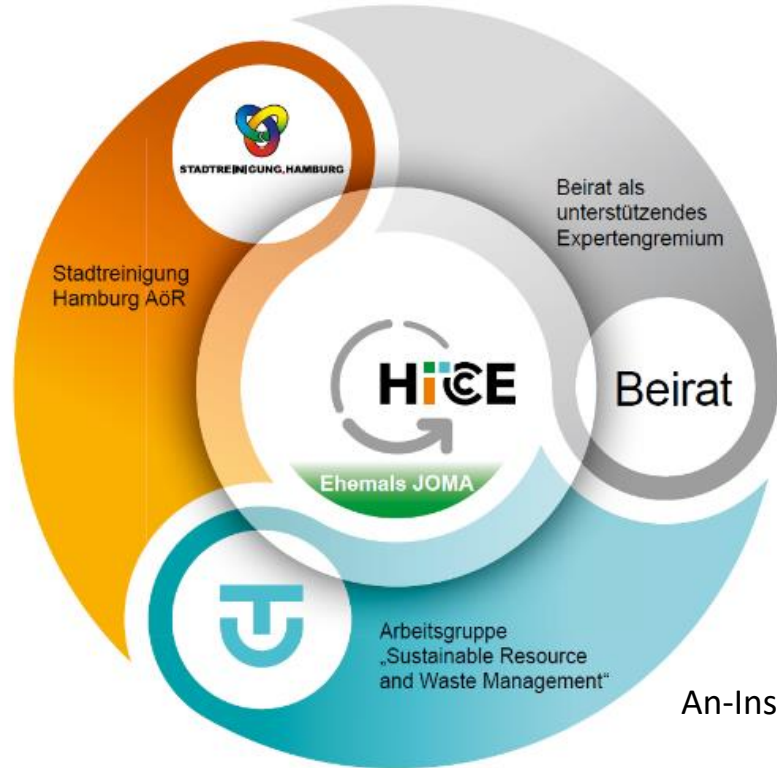 STADTREINIGUNG.HAMBURG
Beirat als
unterstützendes
Expertengremium
Stadtreinigung
Hamburg AöR
HiiCCE
Beirat
Ehemals JOMA
Arbeitsgruppe
„Sustainable Resource
and Waste Management“
An-Ins